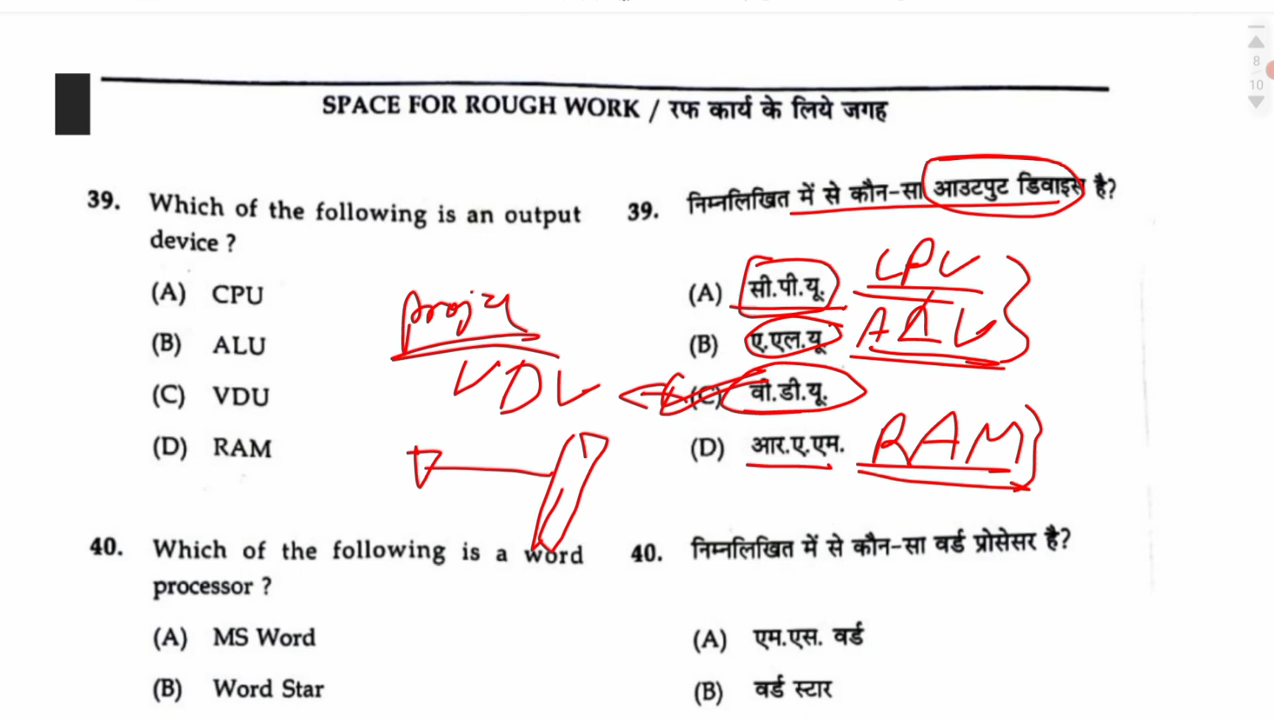 8
10
SPACE FOR ROUGH WORK / रफ कार्य के लिये जगह
39. Which of the following is an output device ?
(A) CPU
(B) ALU
(C) VDU
(D) RAM
VDU
39. निम्नलिखित में से कौन-सा आउटपुट डिवाइस है?
(A) सी.पी.यू. CPU
(B) ए.एल.यू. ALU
(C) वी.डी.यू.
(D) आर.ए.एम. RAM
40. Which of the following is a word
processor ?
(A) MS Word
(B) Word Star
40. निम्नलिखित में से कौन-सा वर्ड प्रोसेसर है?
(A) एम.एस. वर्ड
(B) वर्ड स्टार